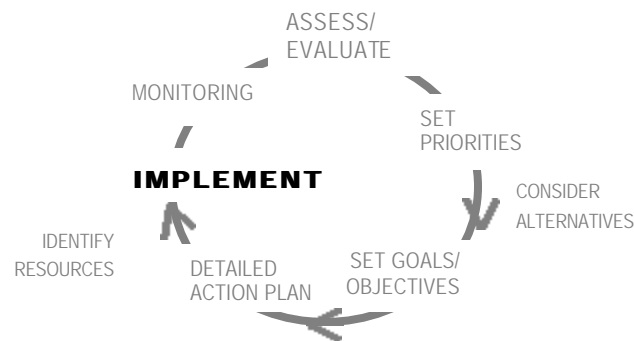 ASSESS/
EVALUATE
MONITORING
SET
PRIORITIES
IMPLEMENT
CONSIDER
ALTERNATIVES
IDENTIFY
RESOURCES
DETAILED
ACTION PLAN
SET GOALS/
OBJECTIVES